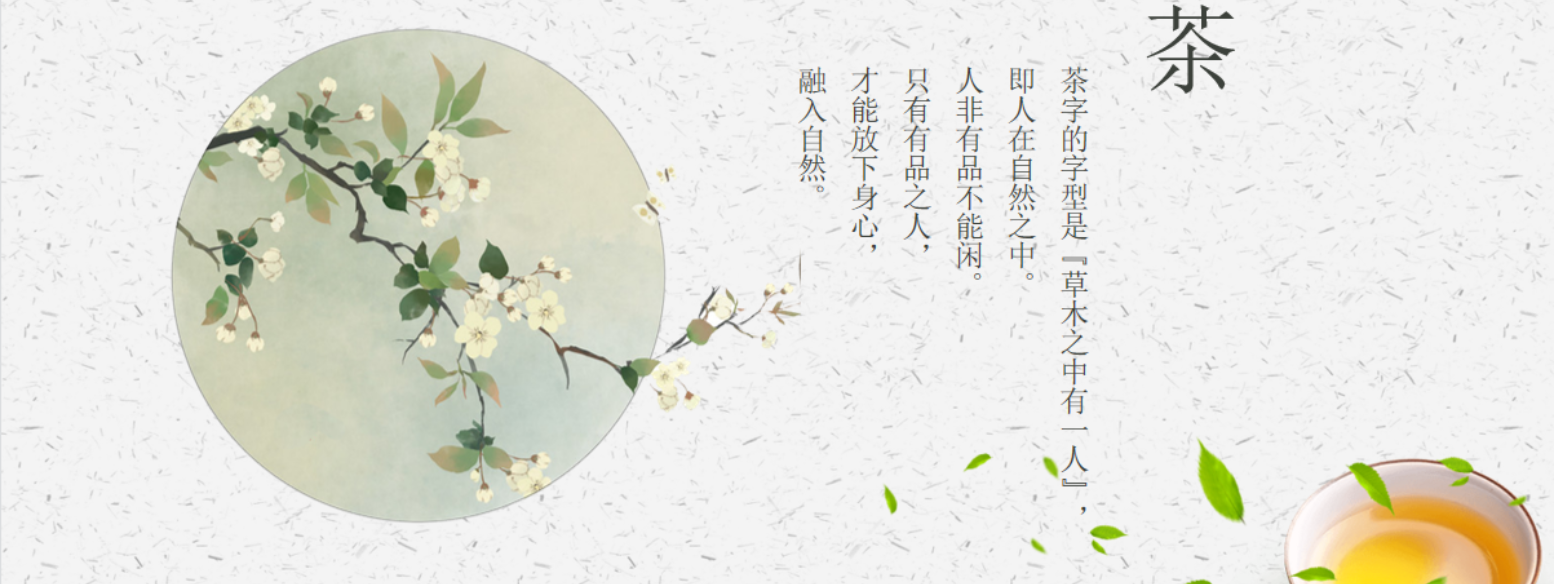 茶
茶字的字型是『草木之中有一人』，
即人在自然之中。
人非有品不能闲。
只有有品之人，
才能放下身心，
融入自然。